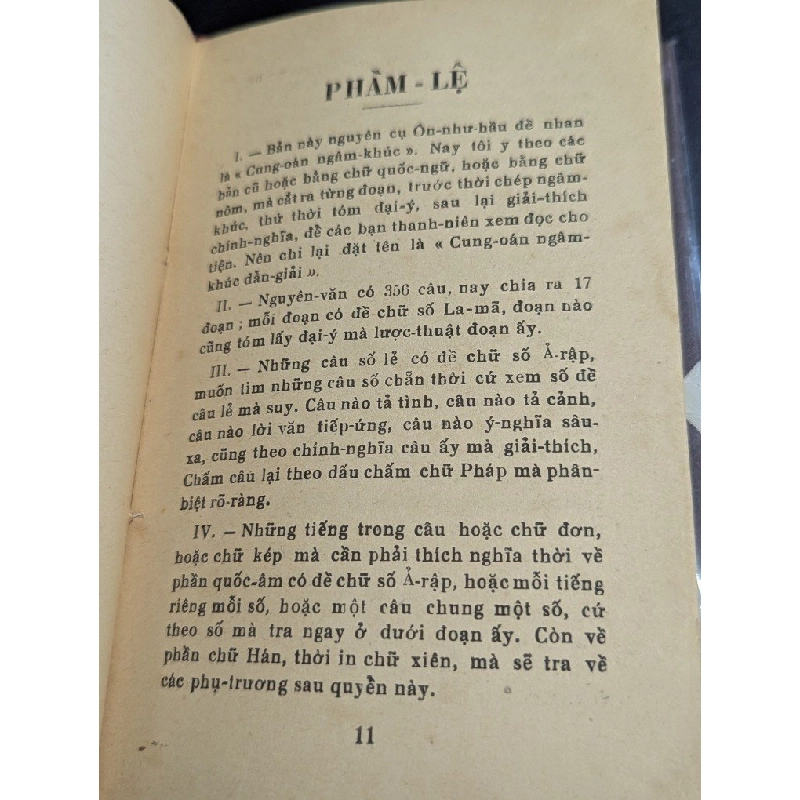 PHÀM - LỆ
I. — Bản này nguyên cụ Ôn-như-hầu đề nhan
là « Cung-oán ngâm-khúc ». Nay tôi y theo các
bản cũ hoặc bằng chữ quốc-ngữ, hoặc bằng chữ
nôm, mà cắt ra từng đoạn, trước thời chép ngâm-
khúc, thứ thời tóm đại-ý, sau lại giải-thích
chính-nghĩa, để các bạn thanh-niên xem đọc cho
tiện. Nên chi lại đặt tên là « Cung-oán ngâm-
khúc dẫn-giải ».
II. — Nguyên-văn có 356 câu, nay chia ra 17
đoạn ; mỗi đoạn có đề chữ số La-mã, đoạn nào
cũng tóm lấy đại-ý mà lược-thuật đoạn ấy.
III. — Những câu số lẻ có đề chữ số Ả-rập,
muốn tìm những câu số chẵn thời cứ xem số đề
câu lẻ mà suy. Câu nào tả tình, câu nào tả cảnh,
câu nào lời văn tiếp-ứng, câu nào ý-nghĩa sâu-
xa, cũng theo chính-nghĩa câu ấy mà giải-thích,
Chấm câu lại theo dấu chấm chữ Pháp mà phân-
biệt rõ-ràng.
IV. — Những tiếng trong câu hoặc chữ đơn,
hoặc chữ kép mà cần phải thích nghĩa thời về
phần quốc-âm có đề chữ số Ả-rập, hoặc mỗi tiếng
riêng mỗi số, hoặc một câu chung một số, cứ
theo số mà tra ngay ở dưới đoạn ấy. Còn về
phần chữ Hán, thời in chữ xiên, mà sẽ tra về
các phụ-trương sau quyển này.
11